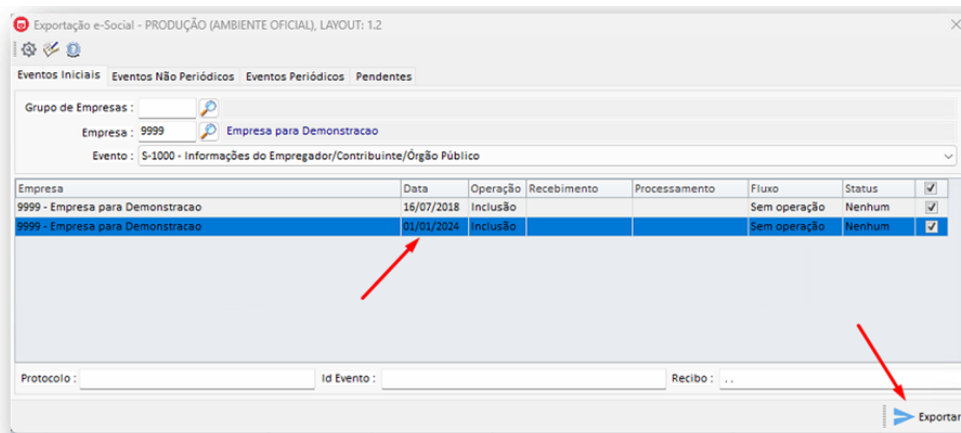 Exportação e-Social - PRODUÇÃO (AMBIENTE OFICIAL), LAYOUT: 1.2
Eventos Iniciais Eventos Não Periódicos Eventos Periódicos Pendentes
Grupo de Empresas :
Empresa : 9999 Empresa para Demonstracao
Evento : S-1000 - Informações do Empregador/Contribuinte/Órgão Público
Empresa Data Operação Recebimento Processamento Fluxo Status
9999 - Empresa para Demonstracao 16/07/2018 Inclusão Sem operação Nenhum
9999 - Empresa para Demonstracao 01/01/2024 Inclusão Sem operação Nenhum
Protocolo : Id Evento : Recibo : . .
Exportar